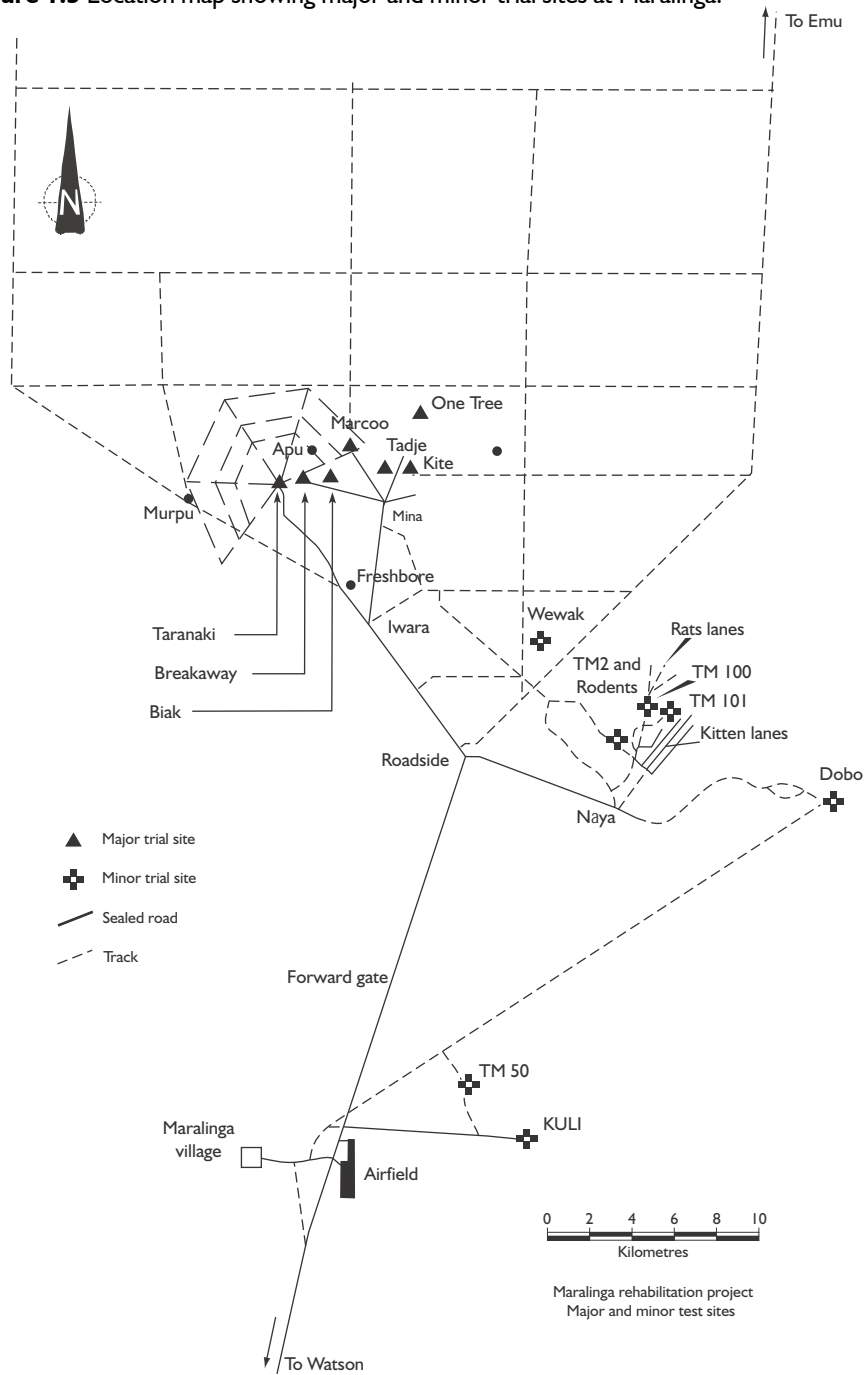 Location map showing major and minor trial sites at Maralinga.
To Emu
N
One Tree
Marcoo
Apu
Tadje
Kite
Murpu
Mina
Freshbore
Iwara
Wewak
Taranaki
Breakaway
Biak
Rats lanes
TM2 and
Rodents
TM 100
TM 101
Kitten lanes
Roadside
Dobo
Naya
Major trial site
Minor trial site
Sealed road
Track
Forward gate
TM 50
KULI
Maralinga
village
Airfield
0 2 4 6 8 10
Kilometres
Maralinga rehabilitation project
Major and minor test sites
To Watson